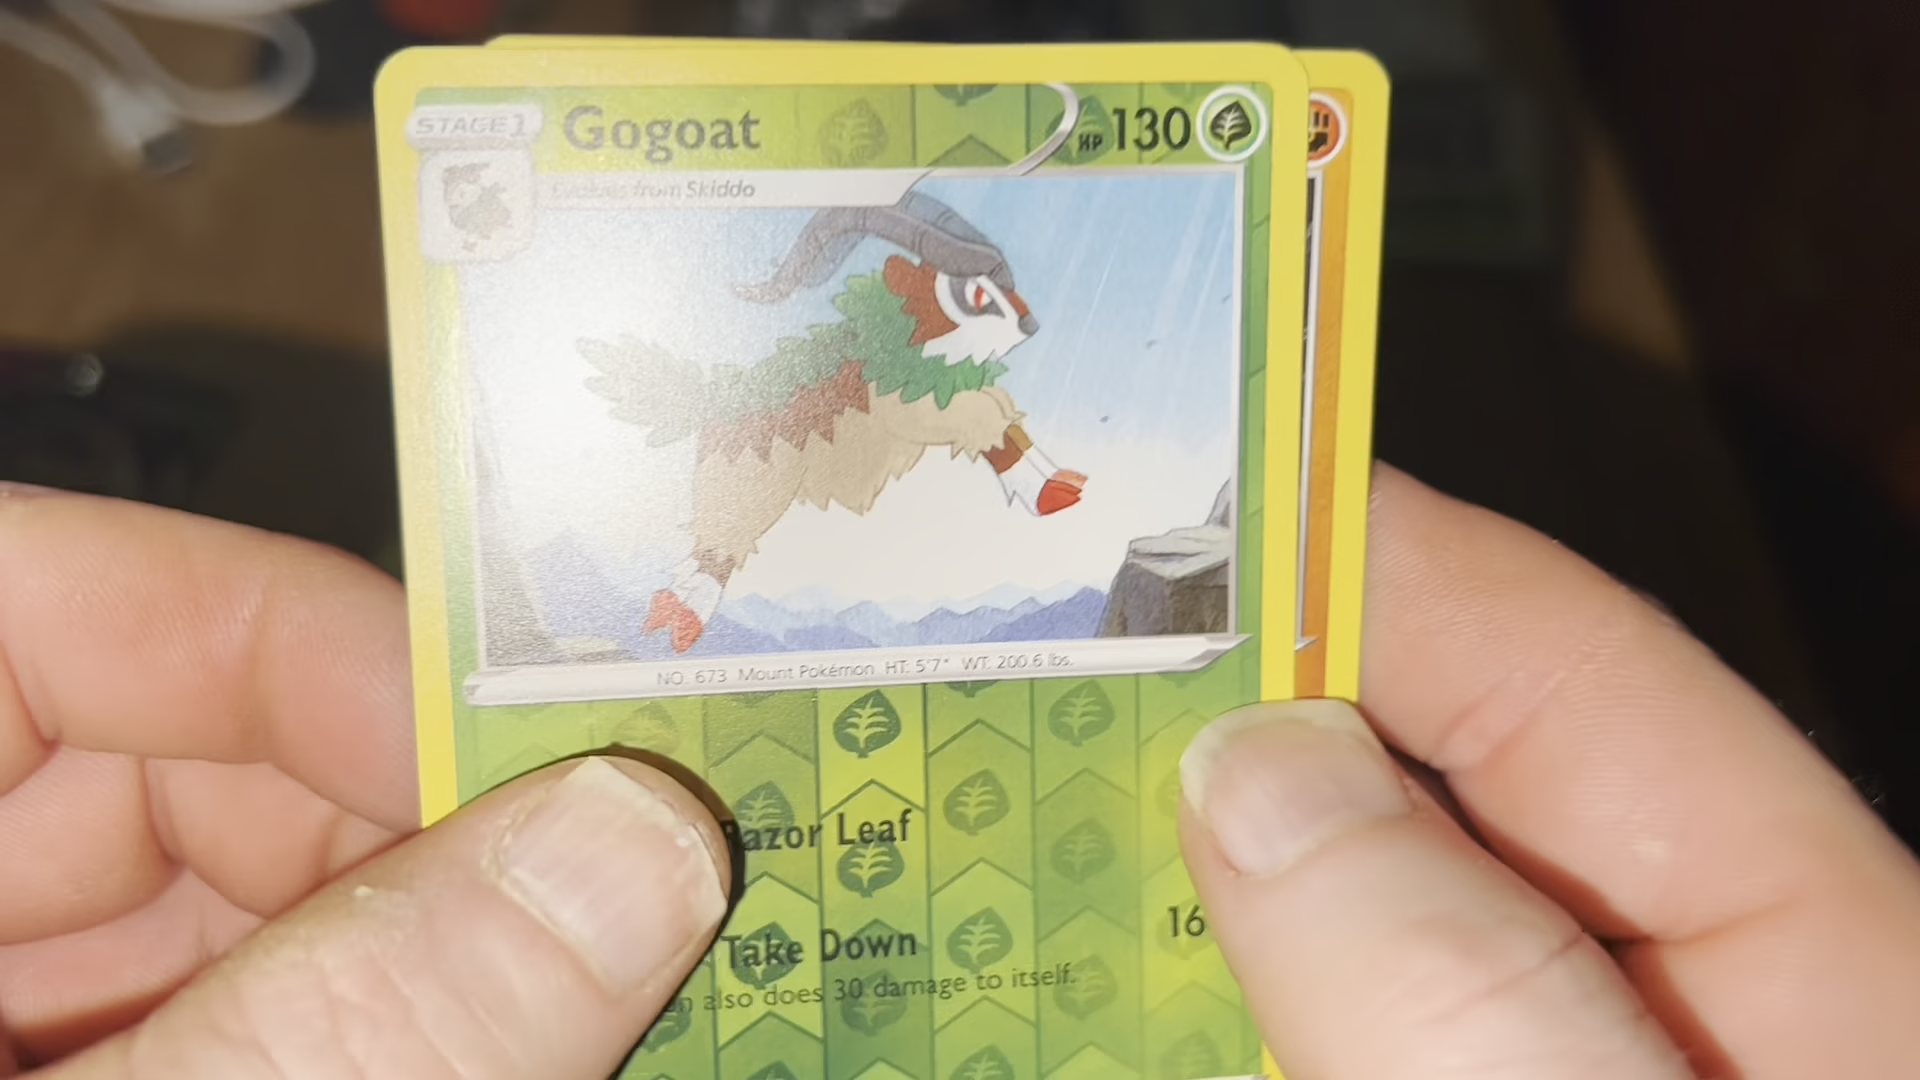 STAGE 1
Gogoat
HP 130
Evolves from Skiddo
NO. 673 Mount Pokémon HT: 5'7" WT: 200.6 lbs.
Razor Leaf
Take Down
16
also does 30 damage to itself.